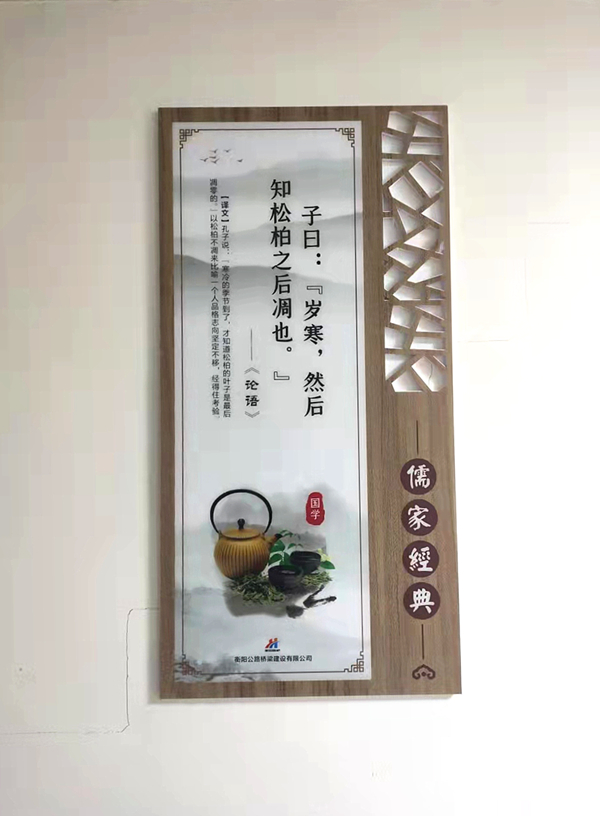 子曰：『岁寒，然后
知松柏之后凋也。』
——《论语》
【译文】孔子说：“寒冷的季节到了，才知道松柏的叶子是最后
凋零的。”以松柏不凋来比喻一个人品格志向坚定不移，经得住考验。
国学
衡阳公路桥梁建设有限公司
儒家經典